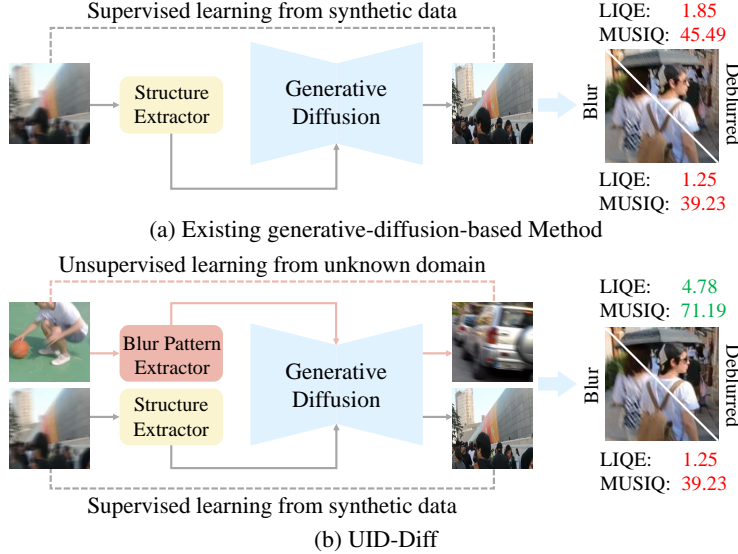 Supervised learning from synthetic data
LIQE: 1.85
MUSIQ: 45.49
Structure
Extractor
Generative
Diffusion
Blur
Deblurred
LIQE: 1.25
MUSIQ: 39.23
(a) Existing generative-diffusion-based Method
Unsupervised learning from unknown domain
LIQE: 4.78
MUSIQ: 71.19
Blur Pattern
Extractor
Generative
Diffusion
Structure
Extractor
Blur
Deblurred
LIQE: 1.25
MUSIQ: 39.23
Supervised learning from synthetic data
(b) UID-Diff